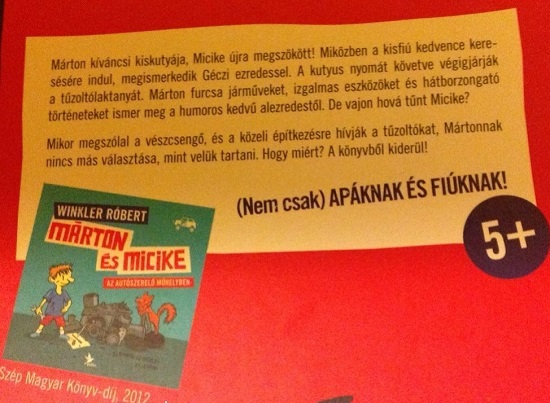 Márton kíváncsi kiskutyája, Micike újra megszökött! Miközben a kisfiú kedvence kere-
sésére indul, megismerkedik Géczi ezredessel. A kutyus nyomát követve végigjárják
a tűzoltólaktanyát. Márton furcsa járműveket, izgalmas eszközöket és hátborzongató
történeteket ismer meg a humoros kedvű alezredestől. De vajon hová tűnt Micike?
Mikor megszólal a vészcsengő, és a közeli építkezésre hívják a tűzoltókat, Mártonnak
nincs más választása, mint velük tartani. Hogy miért? A könyvből kiderül!
(Nem csak) APÁKNAK ÉS FIÚKNAK!
5+
WINKLER RÓBERT
MÁRTON
ÉS MICIKE
AZ AUTÓSZERELŐ MŰHELYBEN
Szép Magyar Könyv-díj, 2012